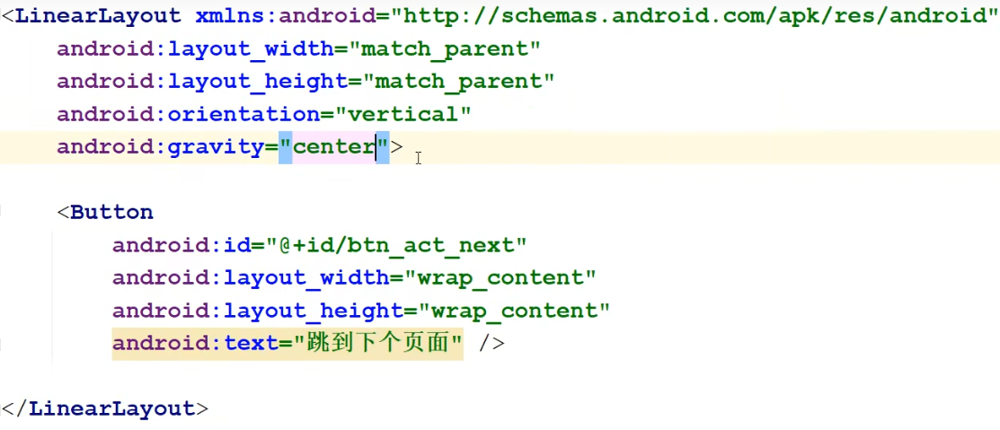 <LinearLayout xmlns:android="http://schemas.android.com/apk/res/android"
android:layout_width="match_parent"
android:layout_height="match_parent"
android:orientation="vertical"
android:gravity="center">
<Button
android:id="@+id/btn_act_next"
android:layout_width="wrap_content"
android:layout_height="wrap_content"
android:text="跳到下个页面" />
</LinearLayout>